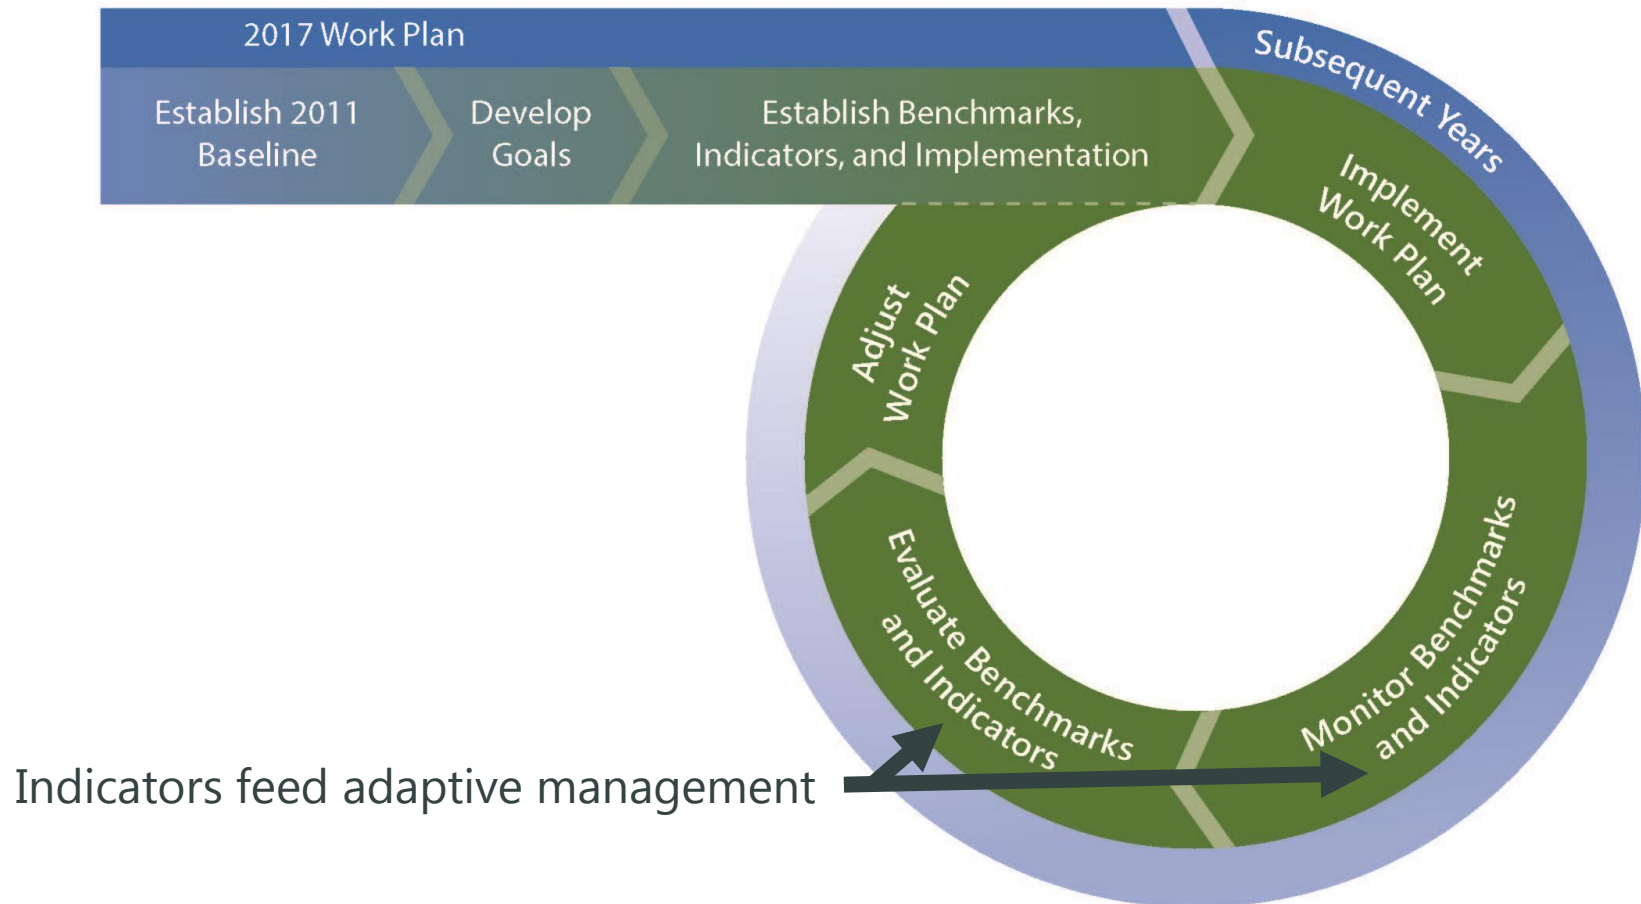 2017 Work Plan
Subsequent Years
Establish 2011
Baseline
Develop
Goals
Establish Benchmarks,
Indicators, and Implementation
Implement
Work Plan
Monitor Benchmarks
and Indicators
Evaluate Benchmarks
and Indicators
Adjust
Work Plan
Indicators feed adaptive management